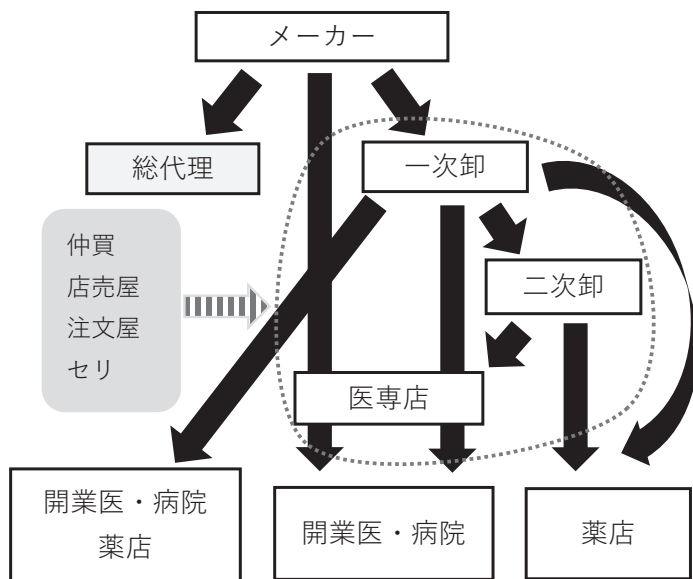 メーカー
総代理
一次卸
仲買
店売屋
注文屋
セリ
二次卸
医専店
開業医・病院
薬店
開業医・病院
薬店